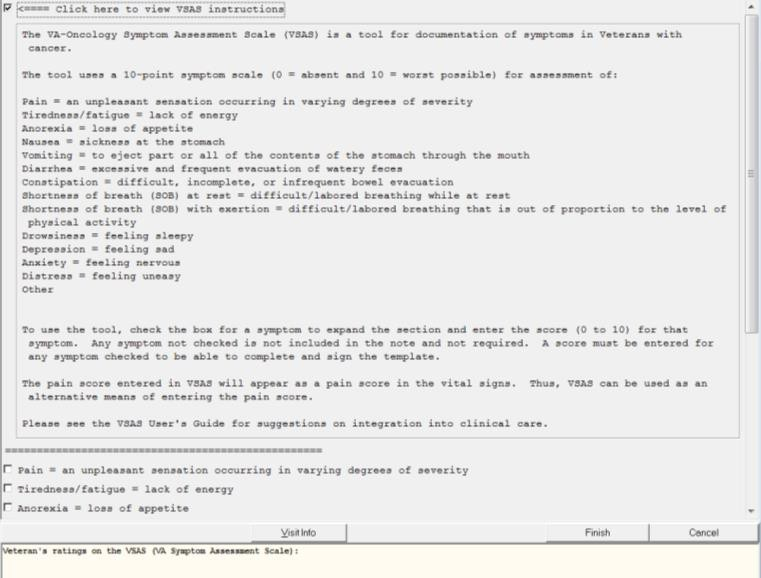 <==== Click here to view VSAS instructions
The VA-Oncology Symptom Assessment Scale (VSAS) is a tool for documentation of symptoms in Veterans with
cancer.
The tool uses a 10-point symptom scale (0 = absent and 10 = worst possible) for assessment of:
Pain = an unpleasant sensation occurring in varying degrees of severity
Tiredness/fatigue = lack of energy
Anorexia = loss of appetite
Nausea = sickness at the stomach
Vomiting = to eject part or all of the contents of the stomach through the mouth
Diarrhea = excessive and frequent evacuation of watery feces
Constipation = difficult, incomplete, or infrequent bowel evacuation
Shortness of breath (SOB) at rest = difficult/labored breathing while at rest
Shortness of breath (SOB) with exertion = difficult/labored breathing that is out of proportion to the level of
physical activity
Drowsiness = feeling sleepy
Depression = feeling sad
Anxiety = feeling nervous
Distress = feeling uneasy
Other
To use the tool, check the box for a symptom to expand the section and enter the score (0 to 10) for that
symptom.  Any symptom not checked is not included in the note and not required.  A score must be entered for
any symptom checked to be able to complete and sign the template.
The pain score entered in VSAS will appear as a pain score in the vital signs.  Thus, VSAS can be used as an
alternative means of entering the pain score.
Please see the VSAS User's Guide for suggestions on integration into clinical care.
==================================================
Pain = an unpleasant sensation occurring in varying degrees of severity
Tiredness/fatigue = lack of energy
Anorexia = loss of appetite
Visit Info
Finish
Cancel
Veteran's ratings on the VSAS (VA Symptom Assessment Scale):